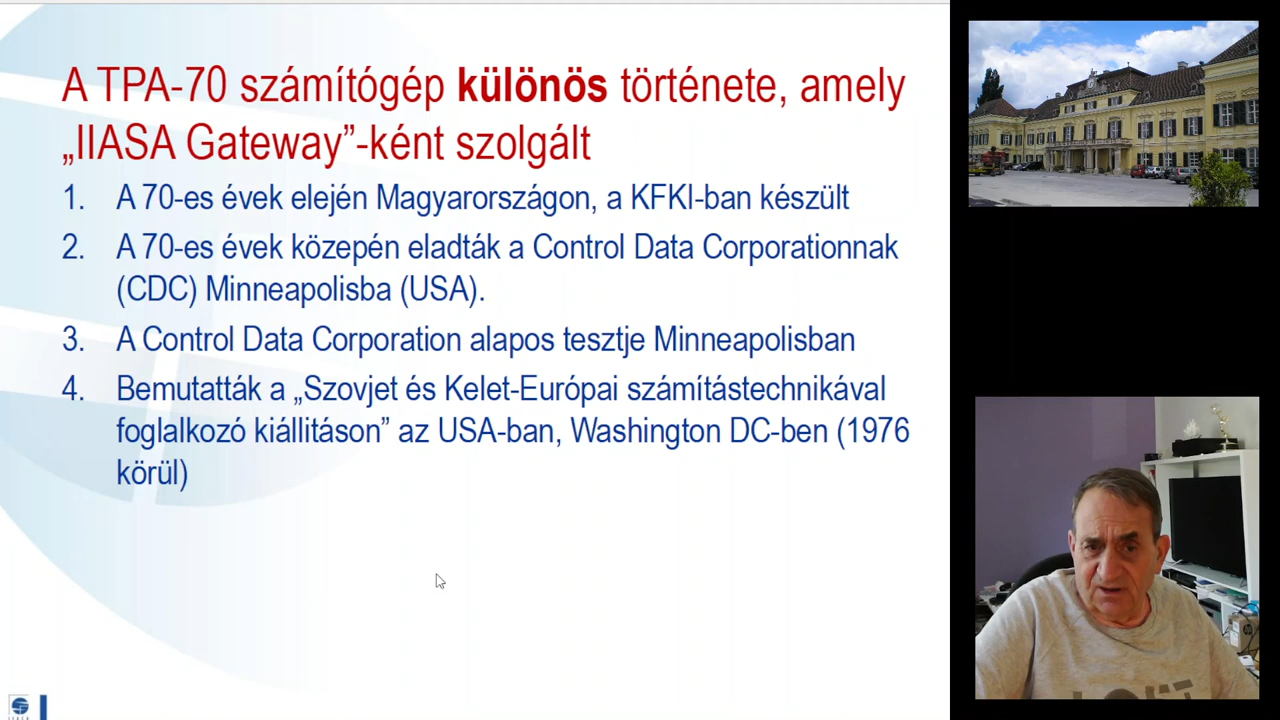 A TPA-70 számítógép különös története, amely
„IIASA Gateway”-ként szolgált
1. A 70-es évek elején Magyarországon, a KFKI-ban készült
2. A 70-es évek közepén eladták a Control Data Corporationnak
(CDC) Minneapolisba (USA).
3. A Control Data Corporation alapos tesztje Minneapolisban
4. Bemutatták a „Szovjet és Kelet-Európai számítástechnikával
foglalkozó kiállitáson” az USA-ban, Washington DC-ben (1976
körül)
IIASA